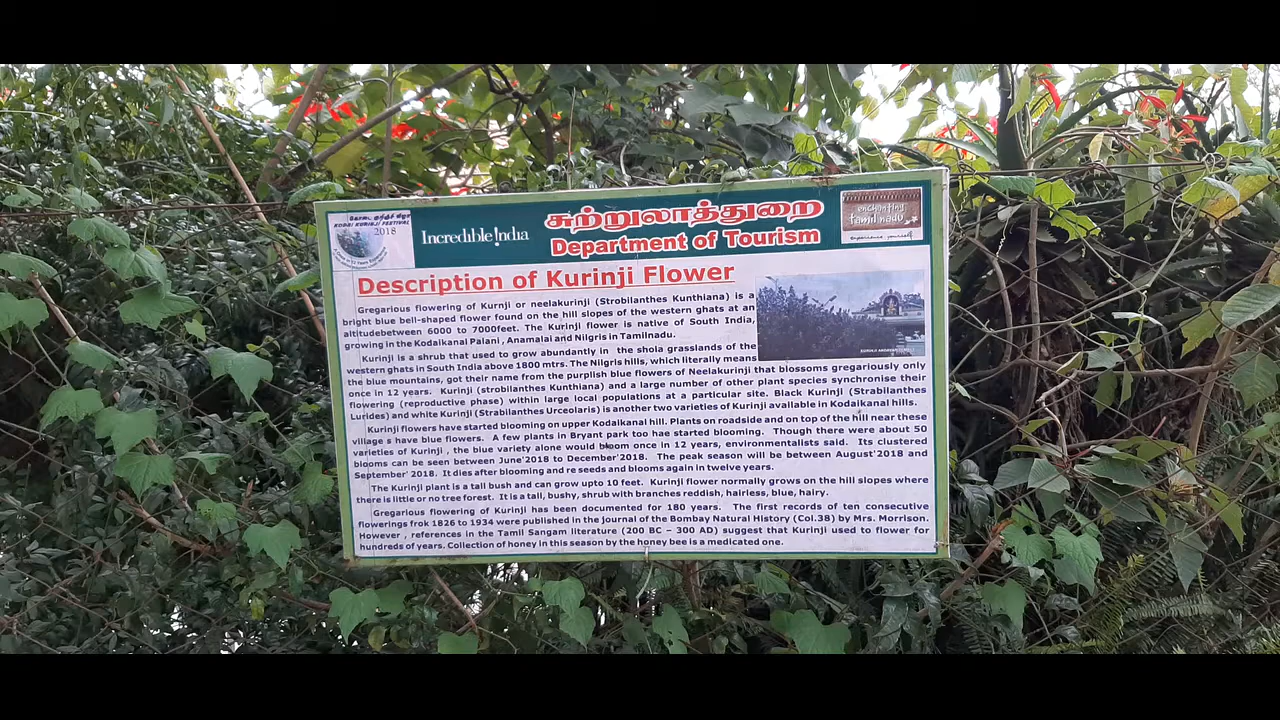 கோடை குறிஞ்சி விழா
KODAI KURINJI FESTIVAL
2018
Incredible !ndia
சுற்றுலாத்துறை
Department of Tourism
enchanting
tamil nadu
experience yourself
Description of Kurinji Flower
Gregarious flowering of Kurnji or neelakurinji (Strobilanthes Kunthiana) is a
bright blue bell-shaped flower found on the hill slopes of the western ghats at an
altitudebetween 6000 to 7000feet. The Kurinji flower is native of South India,
growing in the Kodaikanal Palani , Anamalai and Nilgris in Tamilnadu.
Kurinji is a shrub that used to grow abundantly in the shola grasslands of the
western ghats in South India above 1800 mtrs. The Nilgris hills, which literally means
the blue mountains, got their name from the purplish blue flowers of Neelakurinji that blossoms gregariously only
once in 12 years. Kurinji (strobilanthes Kunthiana) and a large number of other plant species synchronise their
flowering (reproductive phase) within large local populations at a particular site. Black Kurinji (Strabilanthes
Lurides) and white Kurinji (Strabilanthes Urceolaris) is another two varieties of Kurinji available in Kodaikanal hills.
Kurinji flowers have started blooming on upper Kodaikanal hill. Plants on roadside and on top of the hill near these
village s have blue flowers. A few plants in Bryant park too hae started blooming. Though there were about 50
varieties of Kurinji , the blue variety alone would bloom once in 12 years, environmentalists said. Its clustered
blooms can be seen between June'2018 to December'2018. The peak season will be between August'2018 and
September' 2018. It dies after blooming and re seeds and blooms again in twelve years.
The Kurinji plant is a tall bush and can grow upto 10 feet. Kurinji flower normally grows on the hill slopes where
there is little or no tree forest. It is a tall, bushy, shrub with branches reddish, hairless, blue, hairy.
Gregarious flowering of Kurinji has been documented for 180 years. The first records of ten consecutive
flowerings frok 1826 to 1934 were published in the journal of the Bombay Natural History (Col.38) by Mrs. Morrison.
However , references in the Tamil Sangam literature (200 BC – 300 AD) suggest that Kurinji used to flower for
hundreds of years. Collection of honey in this season by the honey bee is a medicated one.